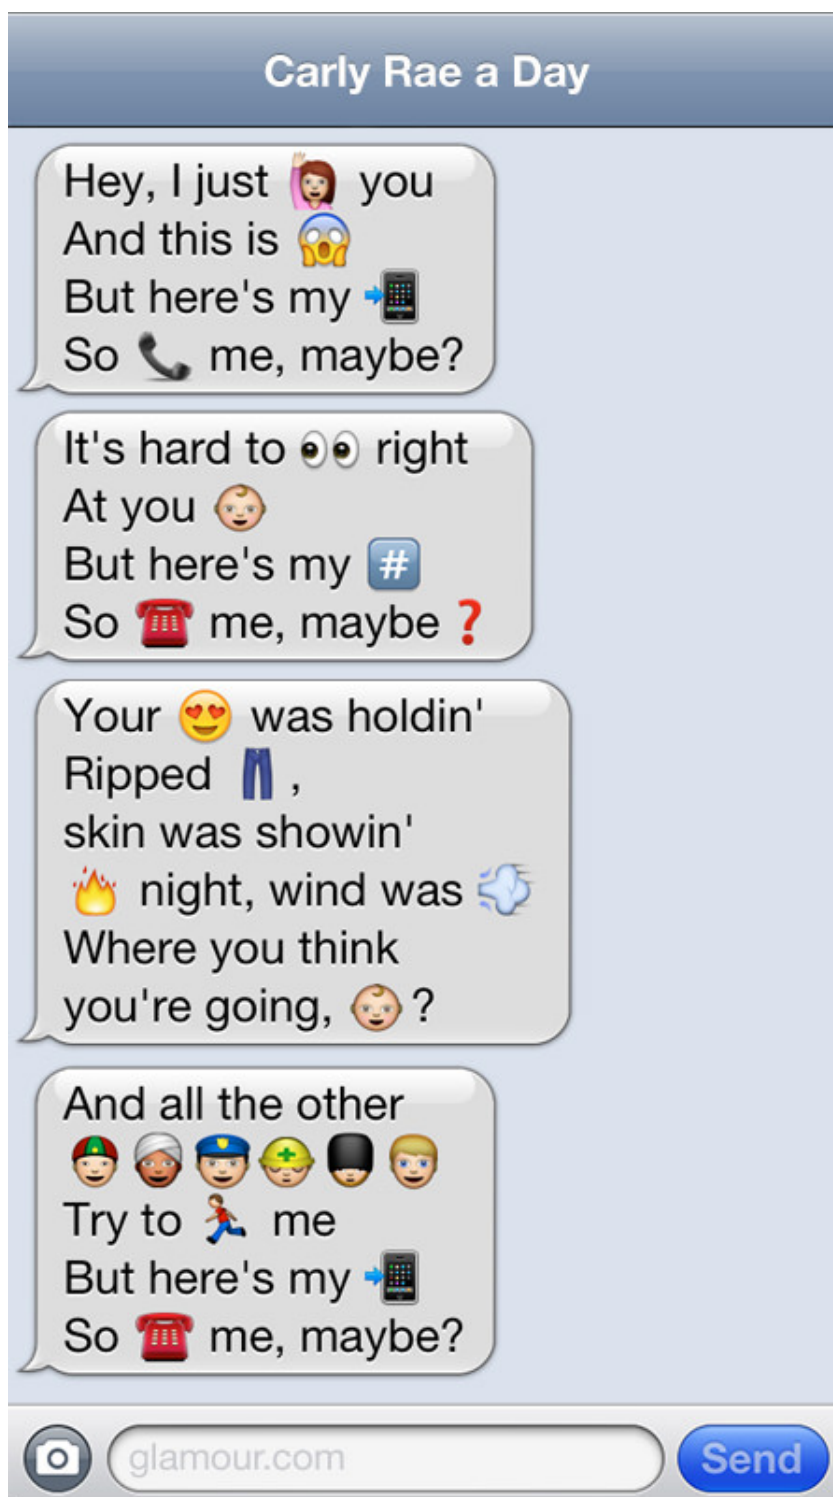 Carly Rae a Day
Hey, I just 🙋 you
And this is 😱
But here's my 📲
So 📞 me, maybe?
It's hard to 👀 right
At you 👶
But here's my #️⃣
So ☎️ me, maybe ❓
Your 😍 was holdin'
Ripped 👖,
skin was showin'
🔥 night, wind was 💨
Where you think
you're going, 👶?
And all the other
👲👳👮👷💂👱
Try to 🏃 me
But here's my 📲
So ☎️ me, maybe?
glamour.com
Send